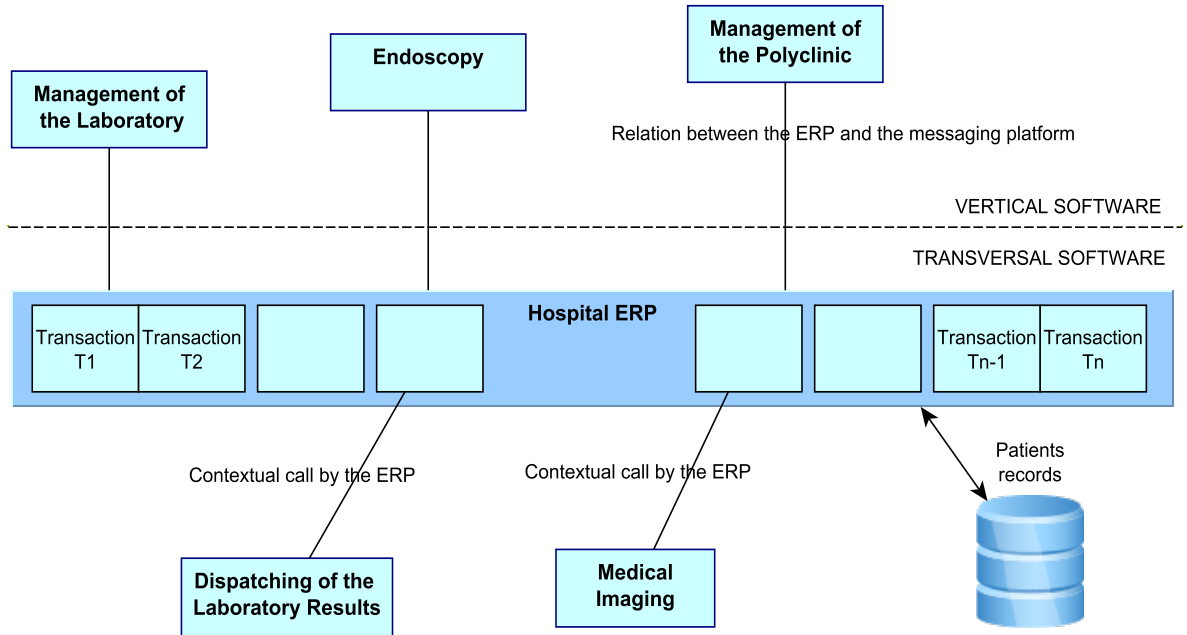 Management of
the Polyclinic
Endoscopy
Management of
the Laboratory
Relation between the ERP and the messaging platform
VERTICAL SOFTWARE
TRANSVERSAL SOFTWARE
Hospital ERP
Transaction
T1
Transaction
T2
Transaction
Tn-1
Transaction
Tn
Contextual call by the ERP
Contextual call by the ERP
Patients
records
Dispatching of the
Laboratory Results
Medical
Imaging